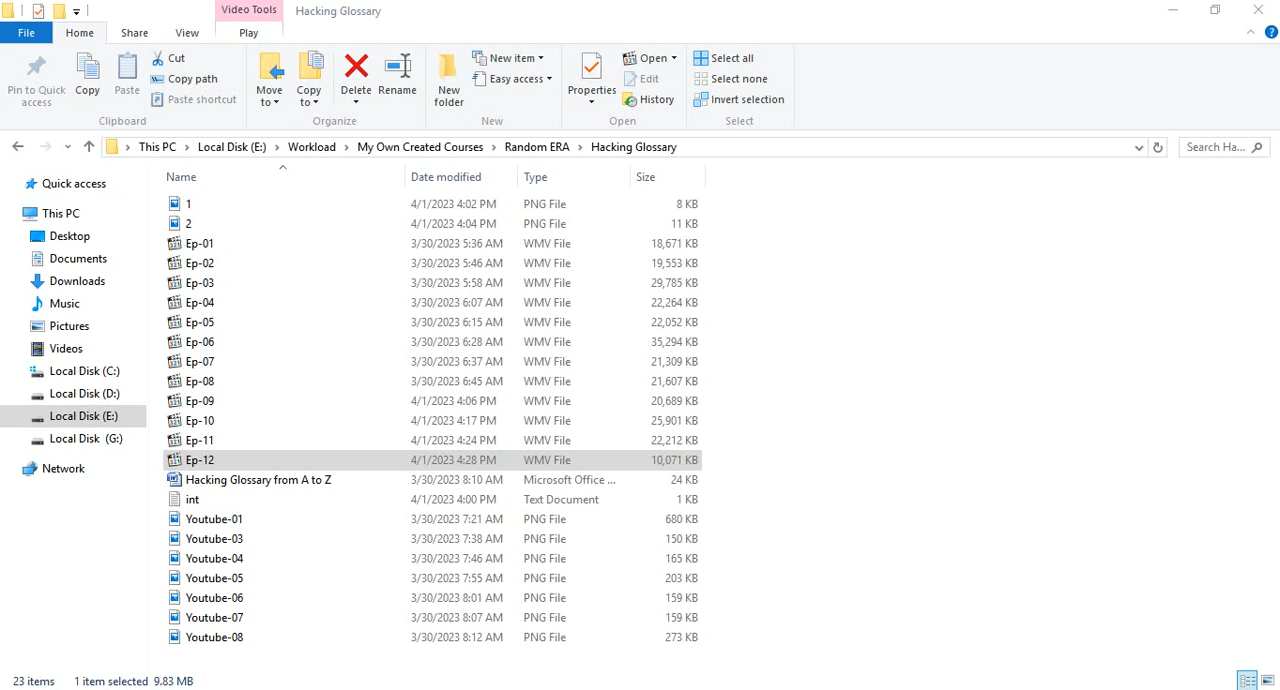 Video Tools Hacking Glossary
File Home Share View Play
Pin to Quick access
Copy
Paste
Cut
Copy path
Paste shortcut
Clipboard
Move to
Copy to
Delete
Rename
Organize
New folder
New item
Easy access
New
Properties
Open
Edit
History
Open
Select all
Select none
Invert selection
Select
This PC › Local Disk (E:) › Workload › My Own Created Courses › Random ERA › Hacking Glossary
Search Ha...
Quick access
This PC
Desktop
Documents
Downloads
Music
Pictures
Videos
Local Disk (C:)
Local Disk (D:)
Local Disk (E:)
Local Disk (G:)
Network
Name Date modified Type Size
1 4/1/2023 4:02 PM PNG File 8 KB
2 4/1/2023 4:04 PM PNG File 11 KB
Ep-01 3/30/2023 5:36 AM WMV File 18,671 KB
Ep-02 3/30/2023 5:46 AM WMV File 19,553 KB
Ep-03 3/30/2023 5:58 AM WMV File 29,785 KB
Ep-04 3/30/2023 6:07 AM WMV File 22,264 KB
Ep-05 3/30/2023 6:15 AM WMV File 22,052 KB
Ep-06 3/30/2023 6:28 AM WMV File 35,294 KB
Ep-07 3/30/2023 6:37 AM WMV File 21,309 KB
Ep-08 3/30/2023 6:45 AM WMV File 21,607 KB
Ep-09 4/1/2023 4:06 PM WMV File 20,689 KB
Ep-10 4/1/2023 4:17 PM WMV File 25,901 KB
Ep-11 4/1/2023 4:24 PM WMV File 22,212 KB
Ep-12 4/1/2023 4:28 PM WMV File 10,071 KB
Hacking Glossary from A to Z 3/30/2023 8:10 AM Microsoft Office ... 24 KB
int 4/1/2023 4:00 PM Text Document 1 KB
Youtube-01 3/30/2023 7:21 AM PNG File 680 KB
Youtube-03 3/30/2023 7:38 AM PNG File 150 KB
Youtube-04 3/30/2023 7:46 AM PNG File 165 KB
Youtube-05 3/30/2023 7:55 AM PNG File 203 KB
Youtube-06 3/30/2023 8:01 AM PNG File 159 KB
Youtube-07 3/30/2023 8:07 AM PNG File 159 KB
Youtube-08 3/30/2023 8:12 AM PNG File 273 KB
23 items 1 item selected 9.83 MB